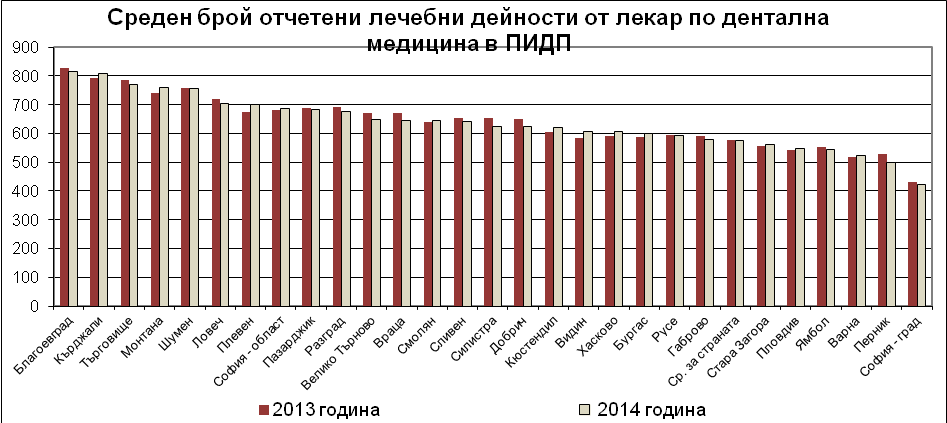 Среден брой отчетени лечебни дейности от лекар по дентална
медицина в ПИДП
900
800
700
600
500
400
300
200
100
0
Благоевград
Кърджали
Търговище
Монтана
Шумен
Ловеч
Плевен
София - област
Пазарджик
Разград
Велико Търново
Враца
Смолян
Сливен
Силистра
Добрич
Кюстендил
Видин
Хасково
Бургас
Русе
Габрово
Ср. за страната
Стара Загора
Пловдив
Ямбол
Варна
Перник
София - град
2013 година
2014 година